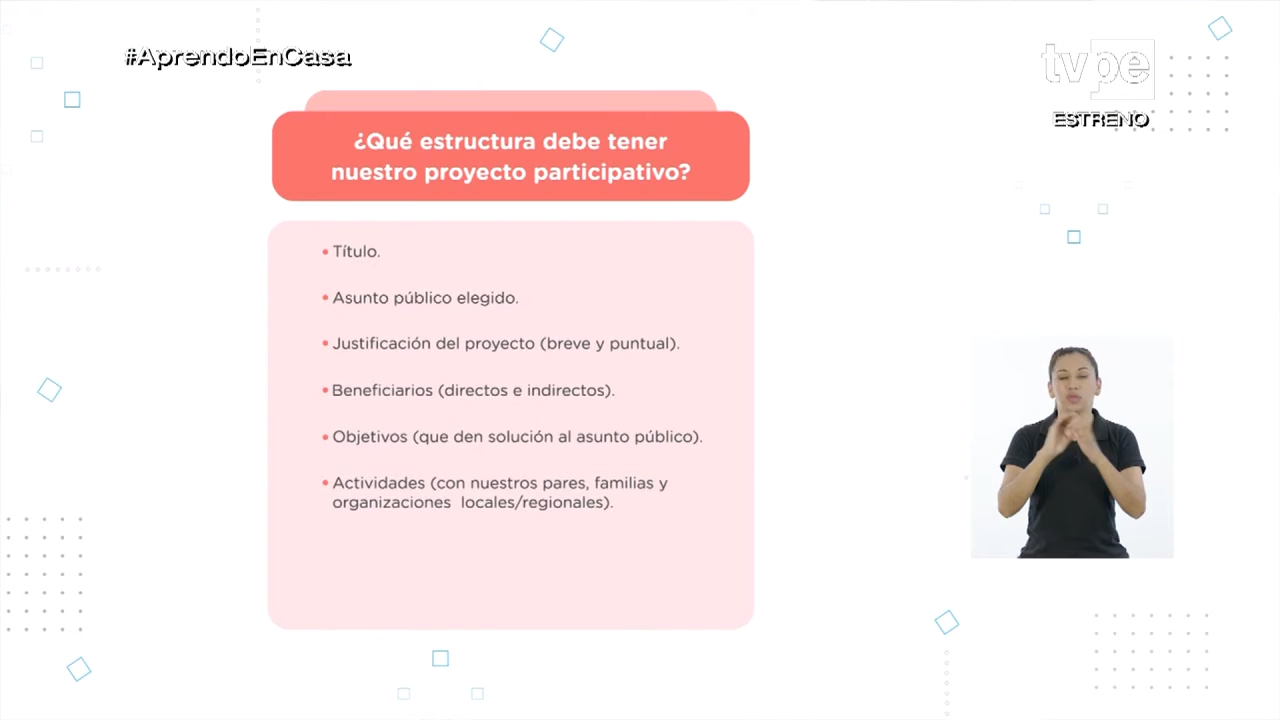 #AprendoEnCasa
tvpe
ESTRENO
¿Qué estructura debe tener
nuestro proyecto participativo?
• Título.
• Asunto público elegido.
• Justificación del proyecto (breve y puntual).
• Beneficiarios (directos e indirectos).
• Objetivos (que den solución al asunto público).
• Actividades (con nuestros pares, familias y
organizaciones locales/regionales).